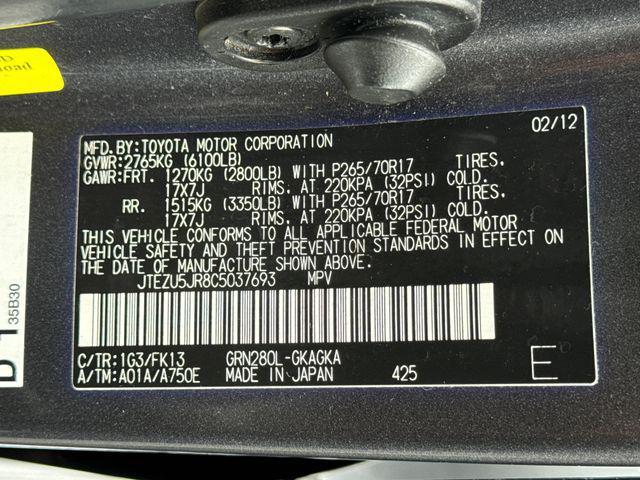 oad
MFD.BY:TOYOTA MOTOR CORPORATION 02/12
GVWR:2765KG (6100LB)
GAWR:FRT. 1270KG (2800LB) WITH P265/70R17 TIRES.
17X7J RIMS. AT 220KPA (32PSI) COLD.
RR. 1515KG (3350LB) WITH P265/70R17 TIRES.
17X7J RIMS. AT 220KPA (32PSI) COLD.
THIS VEHICLE CONFORMS TO ALL APPLICABLE FEDERAL MOTOR
VEHICLE SAFETY AND THEFT PREVENTION STANDARDS IN EFFECT ON
THE DATE OF MANUFACTURE SHOWN ABOVE.
JTEZU5JR8C5037693 MPV
C/TR:1G3/FK13 GRN280L-GKAGKA
A/TM:A01A/A750E MADE IN JAPAN 425 E
35B30
D 1